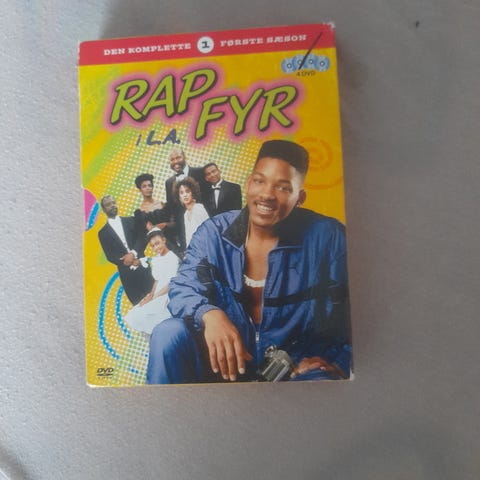 DEN KOMPLETTE 1 FØRSTE SÆSON
4 DVD
RAP
FYR
I L.A.
DVD